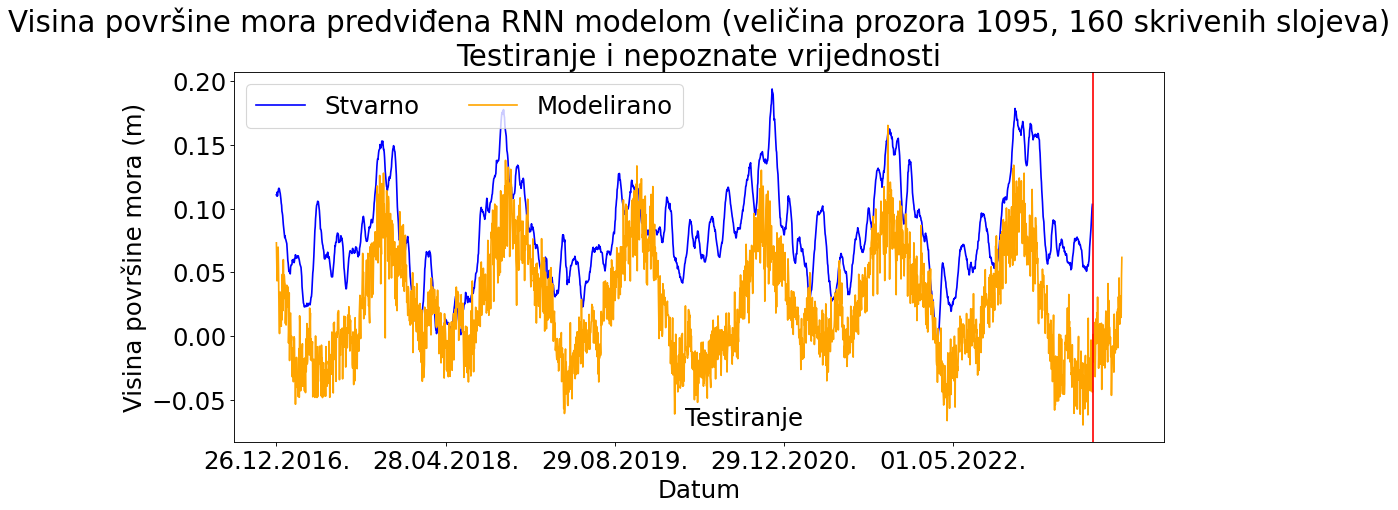 Visina površine mora predviđena RNN modelom (veličina prozora 1095, 160 skrivenih slojeva)
Testiranje i nepoznate vrijednosti
Stvarno Modelirano
Visina površine mora (m)
0.20
0.15
0.10
0.05
0.00
−0.05
Testiranje
26.12.2016. 28.04.2018. 29.08.2019. 29.12.2020. 01.05.2022.
Datum